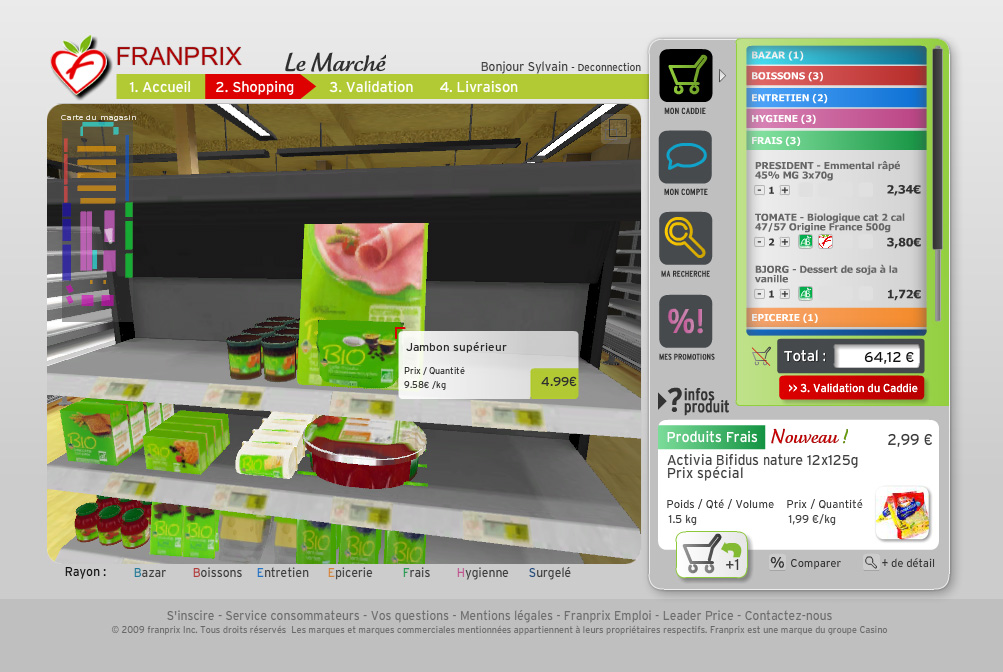 FRANPRIX
Le Marché
Bonjour Sylvain - Deconnection
1. Accueil
2. Shopping
3. Validation
4. Livraison
Carte du magasin
Jambon supérieur
Prix / Quantité
9.58€ /kg
4.99€
BIO
BIO
BIO
BIO
Rayon :
Bazar
Boissons
Entretien
Epicerie
Frais
Hygienne
Surgelé
MON CADDIE
MON COMPTE
MA RECHERCHE
%!
MES PROMOTIONS
? infos
produit
BAZAR (1)
BOISSONS (3)
ENTRETIEN (2)
HYGIENE (3)
FRAIS (3)
PRESIDENT - Emmental râpé
45% MG 3x70g
- 1 +
2,34€
TOMATE - Biologique cat 2 cal
47/57 Origine France 500g
- 2 +
AB
3,80€
BJORG - Dessert de soja à la
vanille
- 1 +
AB
1,72€
EPICERIE (1)
Total :
64,12 €
>> 3. Validation du Caddie
Produits Frais
Nouveau !
2,99 €
Activia Bifidus nature 12x125g
Prix spécial
Poids / Qté / Volume
Prix / Quantité
1.5 kg
1,99 €/kg
+1
% Comparer
+ de détail
S'inscire - Service consommateurs - Vos questions - Mentions légales - Franprix Emploi - Leader Price - Contactez-nous
© 2009 franprix Inc. Tous droits réservés Les marques et marques commerciales mentionnées appartiennent à leurs propriétaires respectifs. Franprix est une marque du groupe Casino